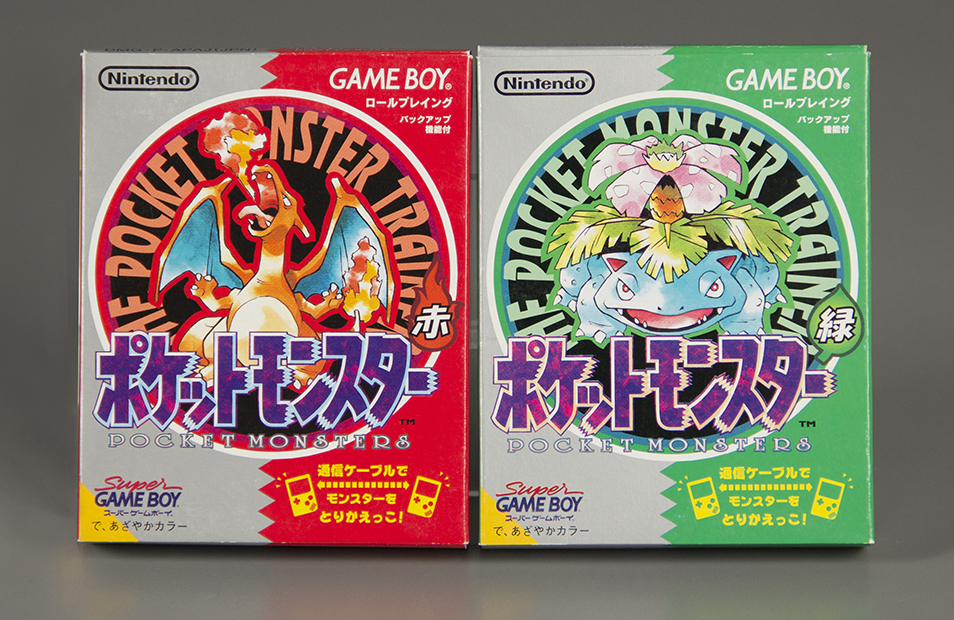 Nintendo®
GAME BOY®
ロールプレイング
バックアップ
機能付
THE POCKET MONSTER TRAINER
赤
ポケットモンスター
TM
POCKET MONSTERS
Super
GAME BOY
スーパーゲームボーイ
で、あざやかカラー
通信ケーブルで
モンスターを
とりかえっこ!
Nintendo®
GAME BOY®
ロールプレイング
バックアップ
機能付
POCKET MONSTER TRAINER
緑
ポケットモンスター
TM
POCKET MONSTERS
Super
GAME BOY
スーパーゲームボーイ
で、あざやかカラー
通信ケーブルで
モンスターを
とりかえっこ!